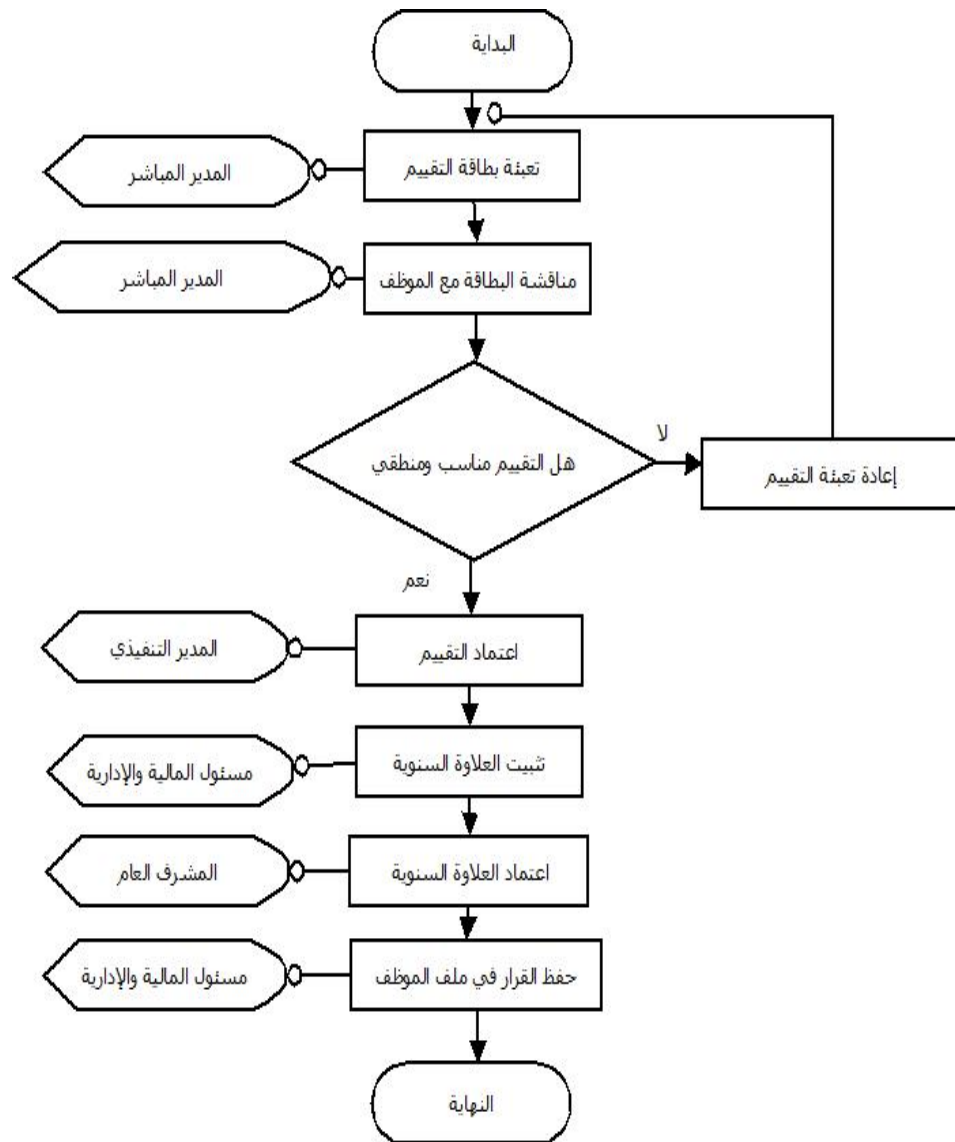 البداية
تعبئة بطاقة التقييم
المدير المباشر
مناقشة البطاقة مع الموظف
المدير المباشر
هل التقييم مناسب ومنطقي
لا
إعادة تعبئة التقييم
نعم
اعتماد التقييم
المدير التنفيذي
تثبيت العلاوة السنوية
مسئول المالية والإدارية
اعتماد العلاوة السنوية
المشرف العام
حفظ القرار في ملف الموظف
مسئول المالية والإدارية
النهاية